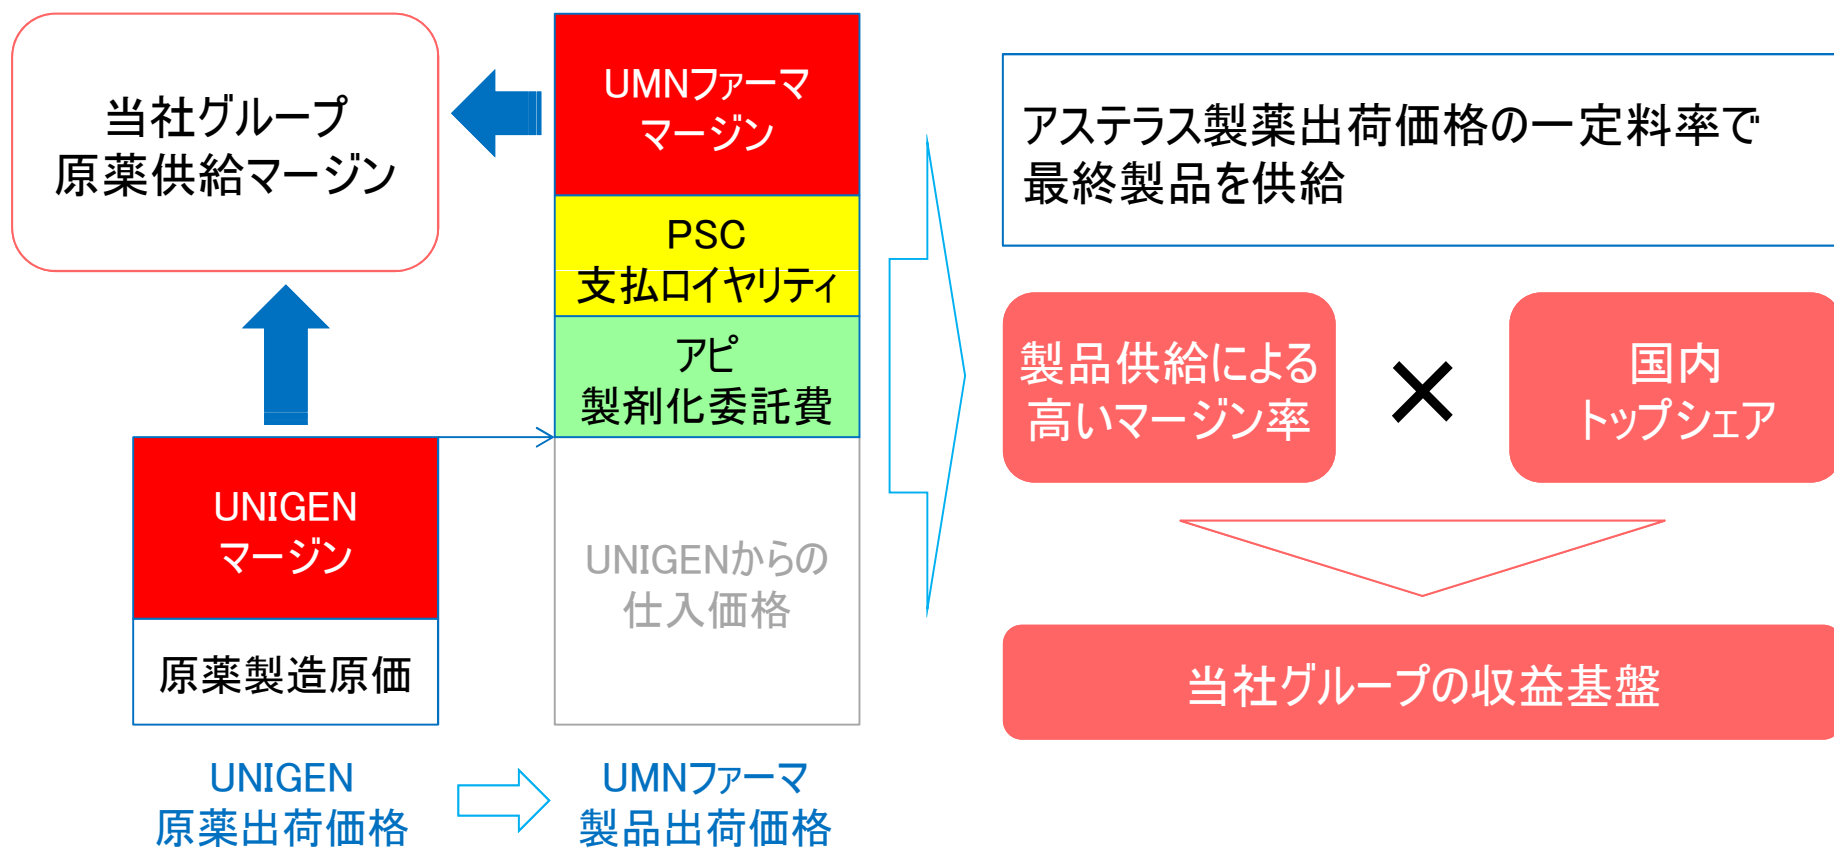 当社グループ
原薬供給マージン
UMNファーマ
マージン
PSC
支払ロイヤリティ
アピ
製剤化委託費
UNIGENからの
仕入価格
UNIGEN
マージン
原薬製造原価
UNIGEN
原薬出荷価格
UMNファーマ
製品出荷価格
アステラス製薬出荷価格の一定料率で
最終製品を供給
製品供給による
高いマージン率
×
国内
トップシェア
当社グループの収益基盤